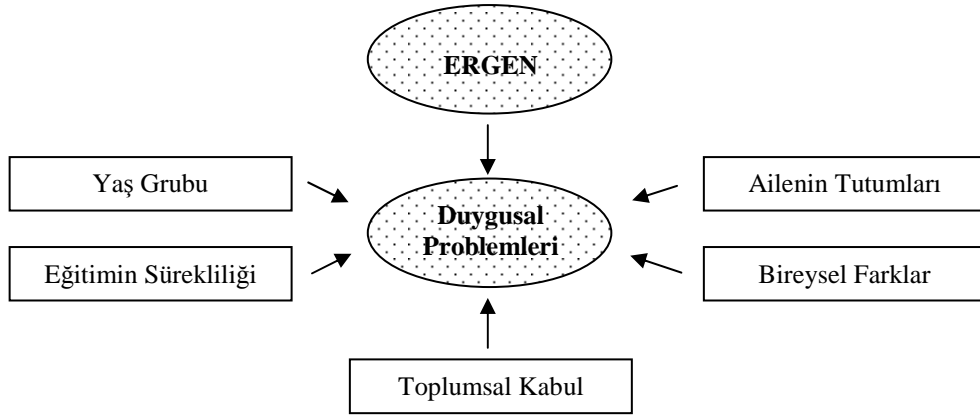 ERGEN
Yaş Grubu
Ailenin Tutumları
Duygusal
Problemleri
Eğitimin Sürekliliği
Bireysel Farklar
Toplumsal Kabul